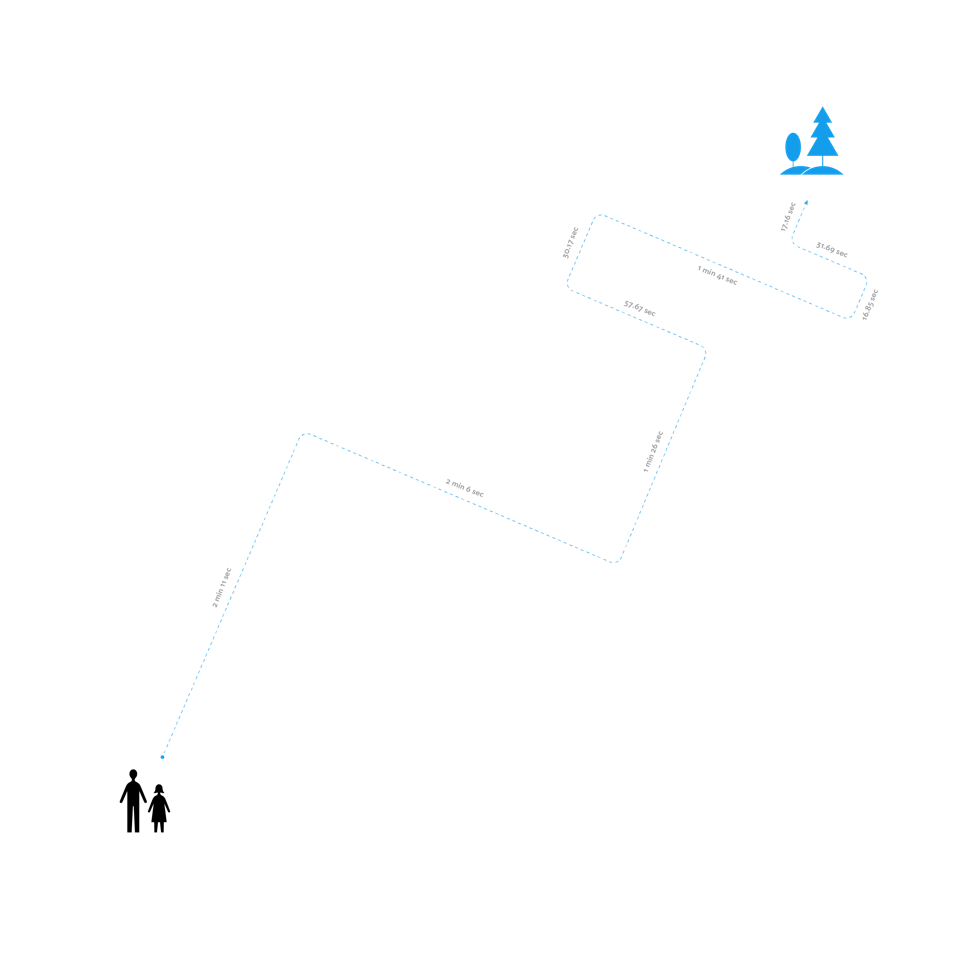 17.16 sec
31.69 sec
30.17 sec
1 min 41 sec
16.85 sec
57.67 sec
1 min 26 sec
2 min 6 sec
2 min 11 sec